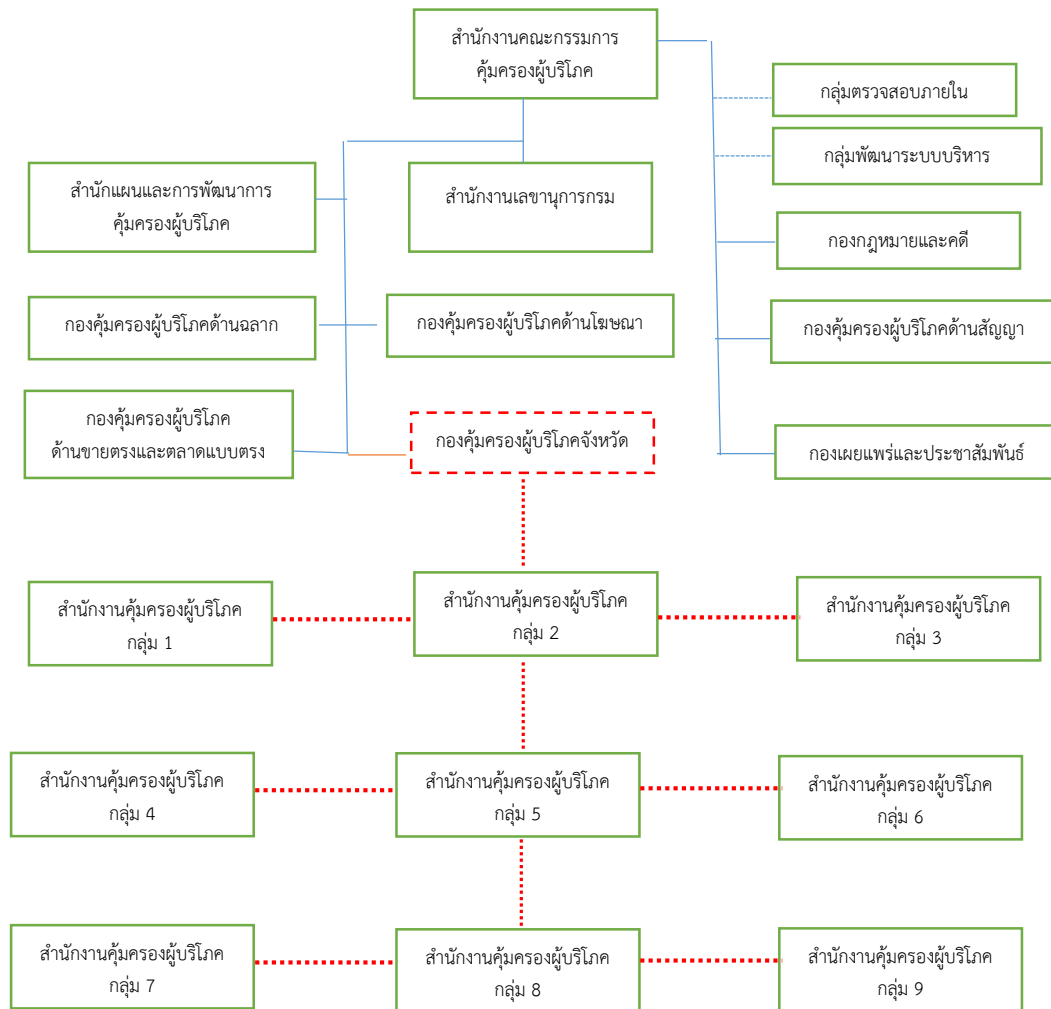 สำนักงานคณะกรรมการ
คุ้มครองผู้บริโภค
กลุ่มตรวจสอบภายใน
กลุ่มพัฒนาระบบบริหาร
สำนักแผนและการพัฒนาการ
คุ้มครองผู้บริโภค
สำนักงานเลขานุการกรม
กองกฎหมายและคดี
กองคุ้มครองผู้บริโภคด้านฉลาก
กองคุ้มครองผู้บริโภคด้านโฆษณา
กองคุ้มครองผู้บริโภคด้านสัญญา
กองคุ้มครองผู้บริโภค
ด้านขายตรงและตลาดแบบตรง
กองคุ้มครองผู้บริโภคจังหวัด
กองเผยแพร่และประชาสัมพันธ์
สำนักงานคุ้มครองผู้บริโภค
กลุ่ม 1
สำนักงานคุ้มครองผู้บริโภค
กลุ่ม 2
สำนักงานคุ้มครองผู้บริโภค
กลุ่ม 3
สำนักงานคุ้มครองผู้บริโภค
กลุ่ม 4
สำนักงานคุ้มครองผู้บริโภค
กลุ่ม 5
สำนักงานคุ้มครองผู้บริโภค
กลุ่ม 6
สำนักงานคุ้มครองผู้บริโภค
กลุ่ม 7
สำนักงานคุ้มครองผู้บริโภค
กลุ่ม 8
สำนักงานคุ้มครองผู้บริโภค
กลุ่ม 9